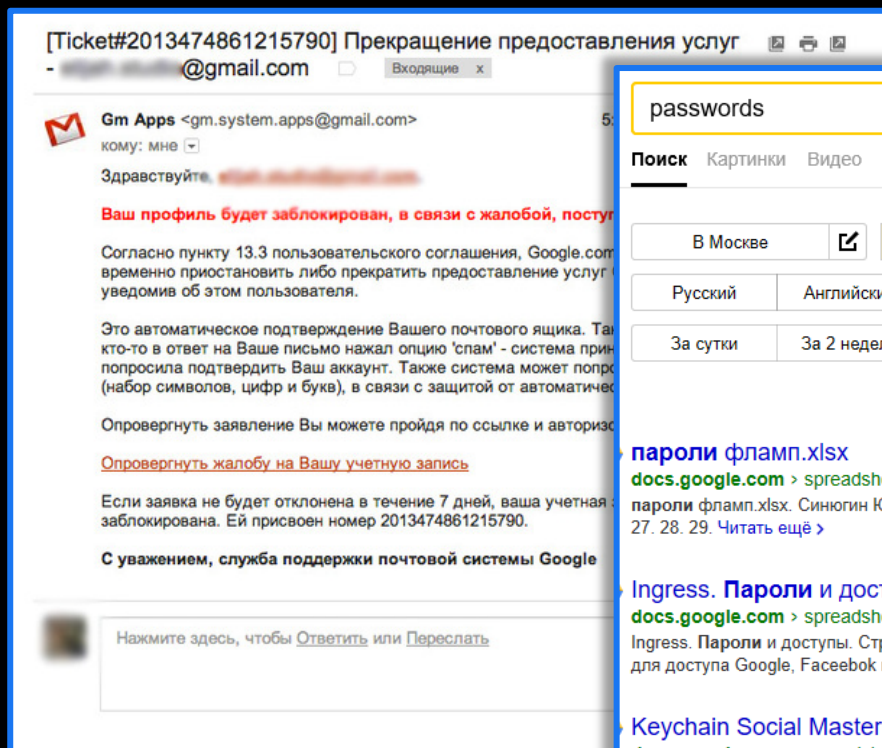 [Ticket#2013474861215790] Прекращение предоставления услуг
- @gmail.com Входящие x
Gm Apps <gm.system.apps@gmail.com> 5:
кому: мне
Здравствуйте,
Ваш профиль будет заблокирован, в связи с жалобой, поступ
Согласно пункту 13.3 пользовательского соглашения, Google.com
временно приостановить либо прекратить предоставление услуг
уведомив об этом пользователя.
Это автоматическое подтверждение Вашего почтового ящика. Так
кто-то в ответ на Ваше письмо нажал опцию 'спам' - система прин
попросила подтвердить Ваш аккаунт. Также система может попро
(набор символов, цифр и букв), в связи с защитой от автоматичес
Опровергнуть заявление Вы можете пройдя по ссылке и авторизо
Опровергнуть жалобу на Вашу учетную запись
Если заявка не будет отклонена в течение 7 дней, ваша учетная
заблокирована. Ей присвоен номер 2013474861215790.
С уважением, служба поддержки почтовой системы Google
Нажмите здесь, чтобы Ответить или Переслать
passwords
Поиск Картинки Видео
В Москве
Русский Английски
За сутки За 2 недел
пароли фламп.xlsx
docs.google.com › spreadshe
пароли фламп.xlsx. Синюгин Ю
27. 28. 29. Читать ещё ›
Ingress. Пароли и дост
docs.google.com › spreadshe
Ingress. Пароли и доступы. Стр
для доступа Google, Faceebok
Keychain Social Master